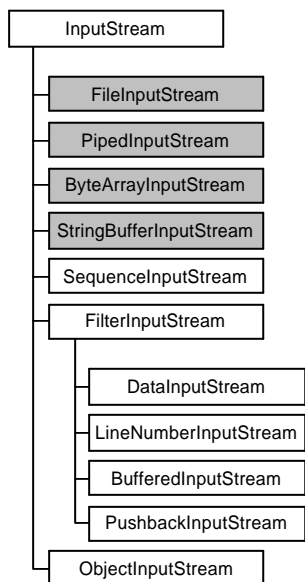 InputStream
FileInputStream
PipedInputStream
ByteArrayInputStream
StringBufferInputStream
SequenceInputStream
FilterInputStream
DataInputStream
LineNumberInputStream
BufferedInputStream
PushbackInputStream
ObjectInputStream